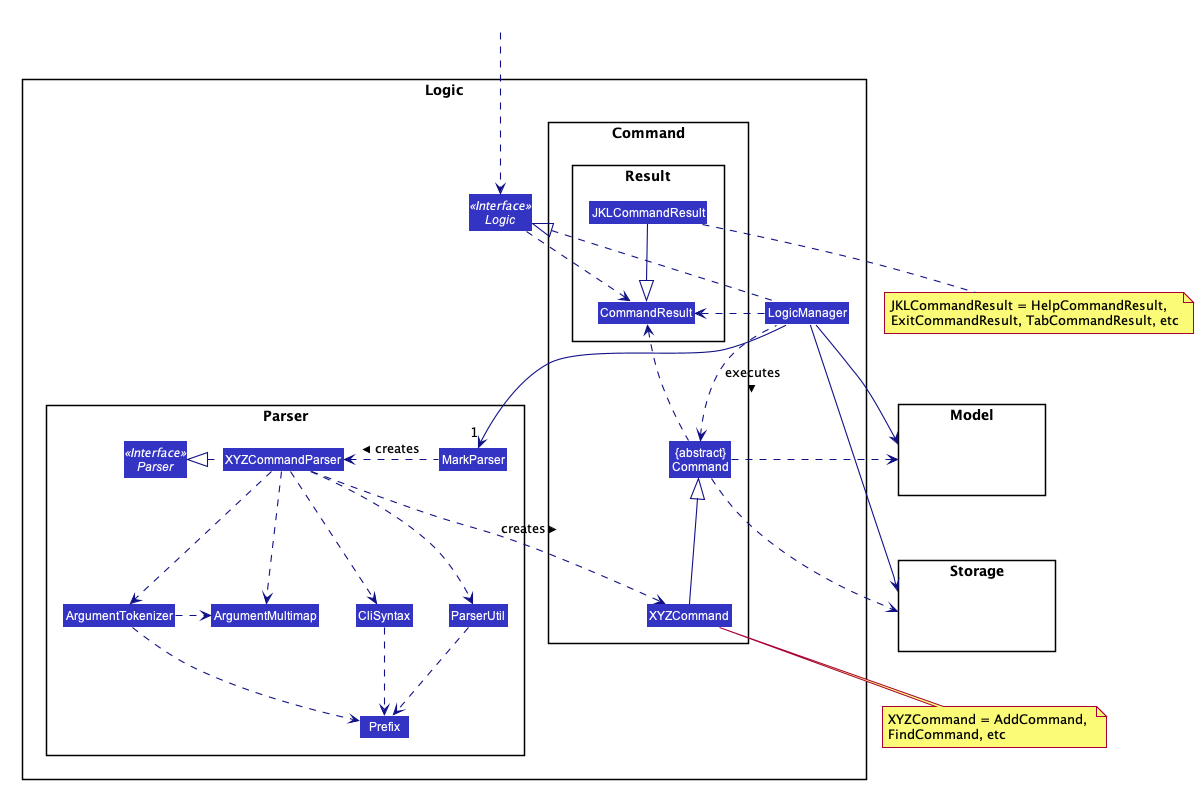 Logic
Command
Result
«Interface»
Logic
JKLCommandResult
CommandResult
LogicManager
JKLCommandResult = HelpCommandResult,
ExitCommandResult, TabCommandResult, etc
executes
Parser
1
Model
«Interface»
Parser
XYZCommandParser
creates
MarkParser
{abstract}
Command
creates
Storage
ArgumentTokenizer
ArgumentMultimap
CliSyntax
ParserUtil
XYZCommand
Prefix
XYZCommand = AddCommand,
FindCommand, etc